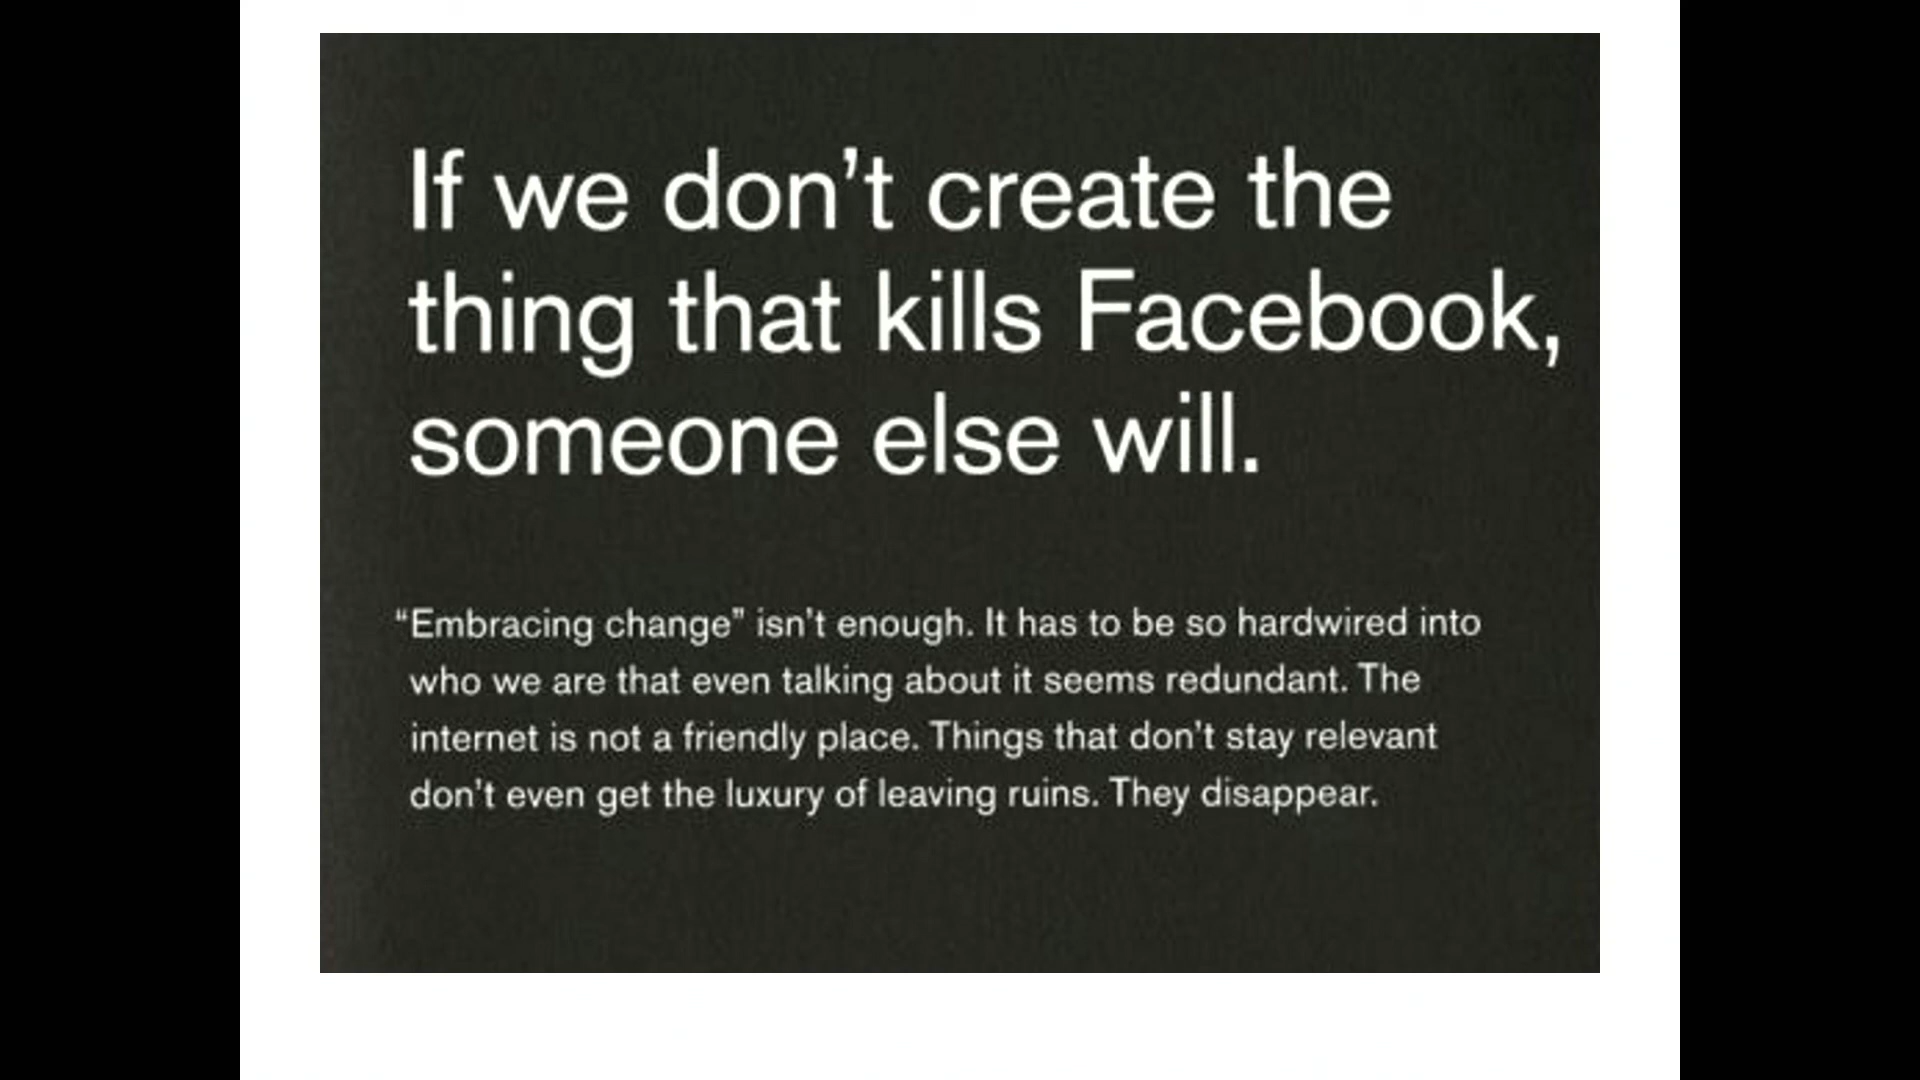 If we don’t create the
thing that kills Facebook,
someone else will.
“Embracing change” isn’t enough. It has to be so hardwired into
who we are that even talking about it seems redundant. The
internet is not a friendly place. Things that don’t stay relevant
don’t even get the luxury of leaving ruins. They disappear.